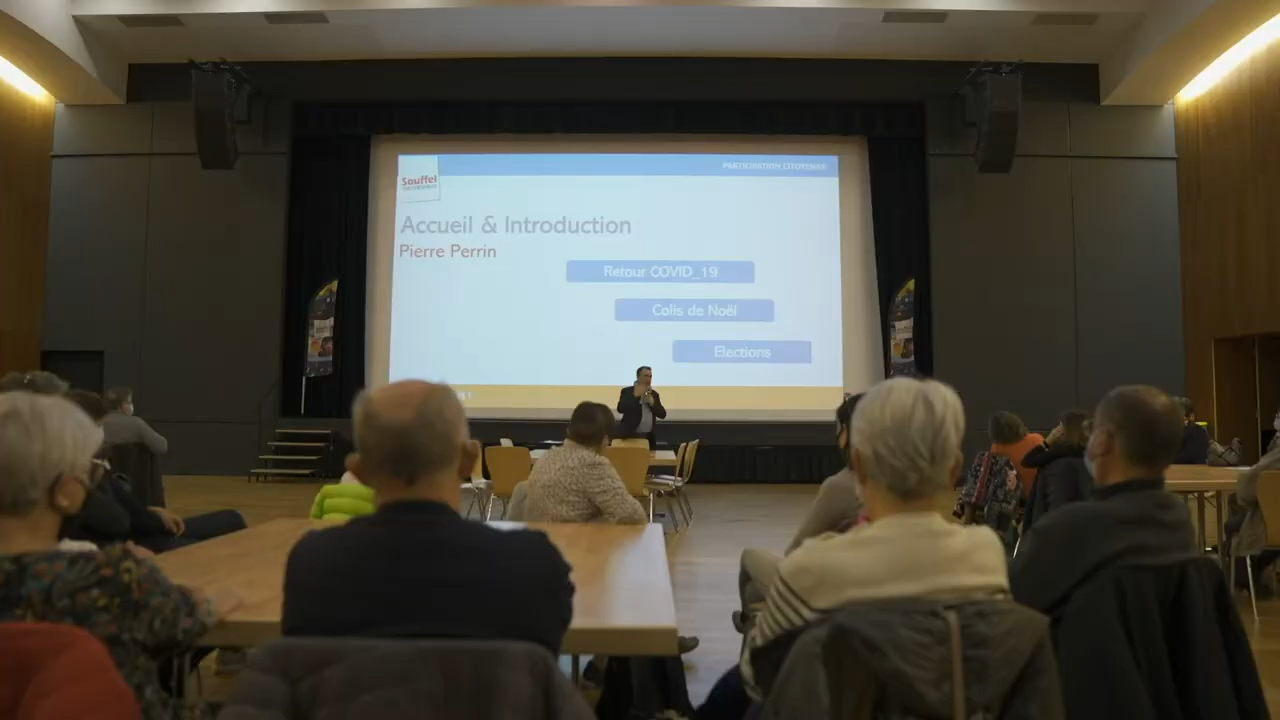 PARTICIPATION CITOYENNE
Souffel
Accueil & Introduction
Pierre Perrin
Retour COVID_19
Colis de Noël
Elections